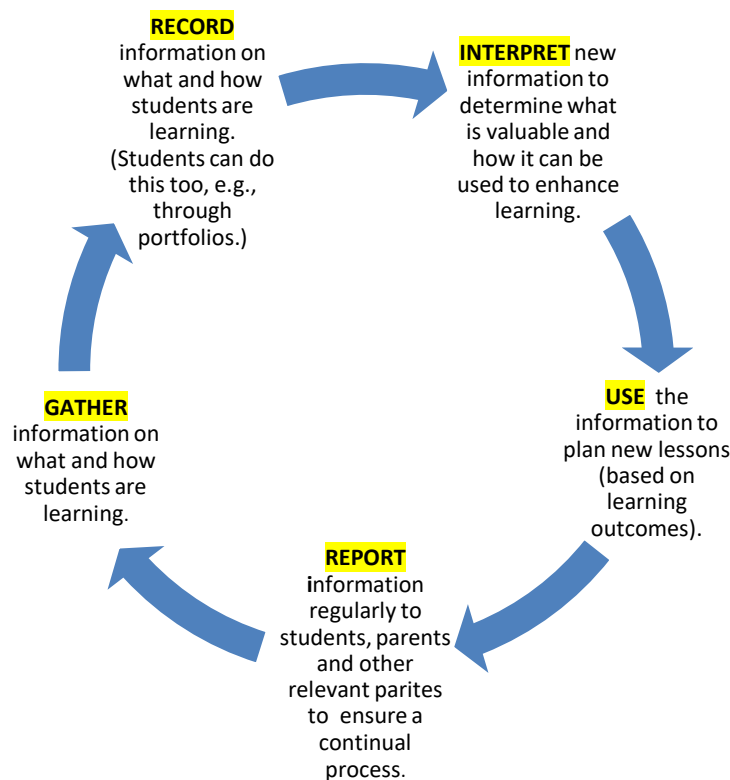 RECORD
information on
what and how
students are
learning.
(Students can do
this too, e.g.,
through
portfolios.)
INTERPRET new
information to
determine what
is valuable and
how it can be
used to enhance
learning.
USE the
information to
plan new lessons
(based on
learning
outcomes).
REPORT
information
regularly to
students, parents
and other
relevant parites
to ensure a
continual
process.
GATHER
information on
what and how
students are
learning.